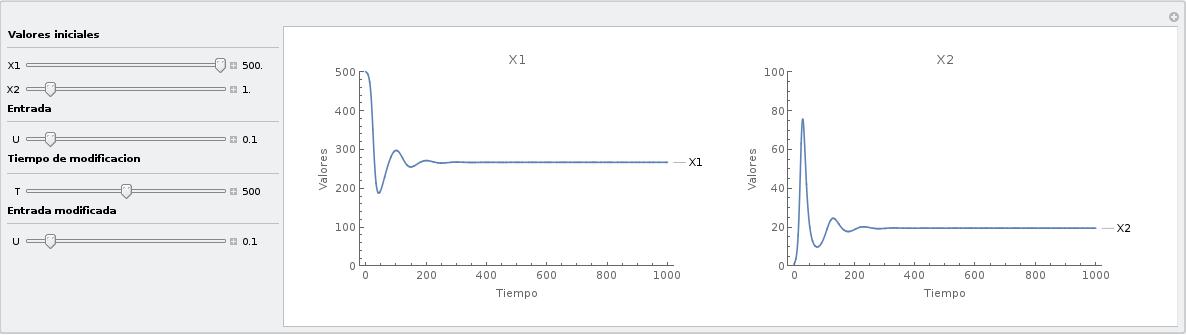 Valores iniciales
X1 500.
X2 1.
Entrada
U 0.1
Tiempo de modificacion
T 500
Entrada modificada
U 0.1
X1
500
400
300
200
100
0
Valores
0 200 400 600 800 1000
Tiempo
X1
X2
100
80
60
40
20
0
Valores
0 200 400 600 800 1000
Tiempo
X2